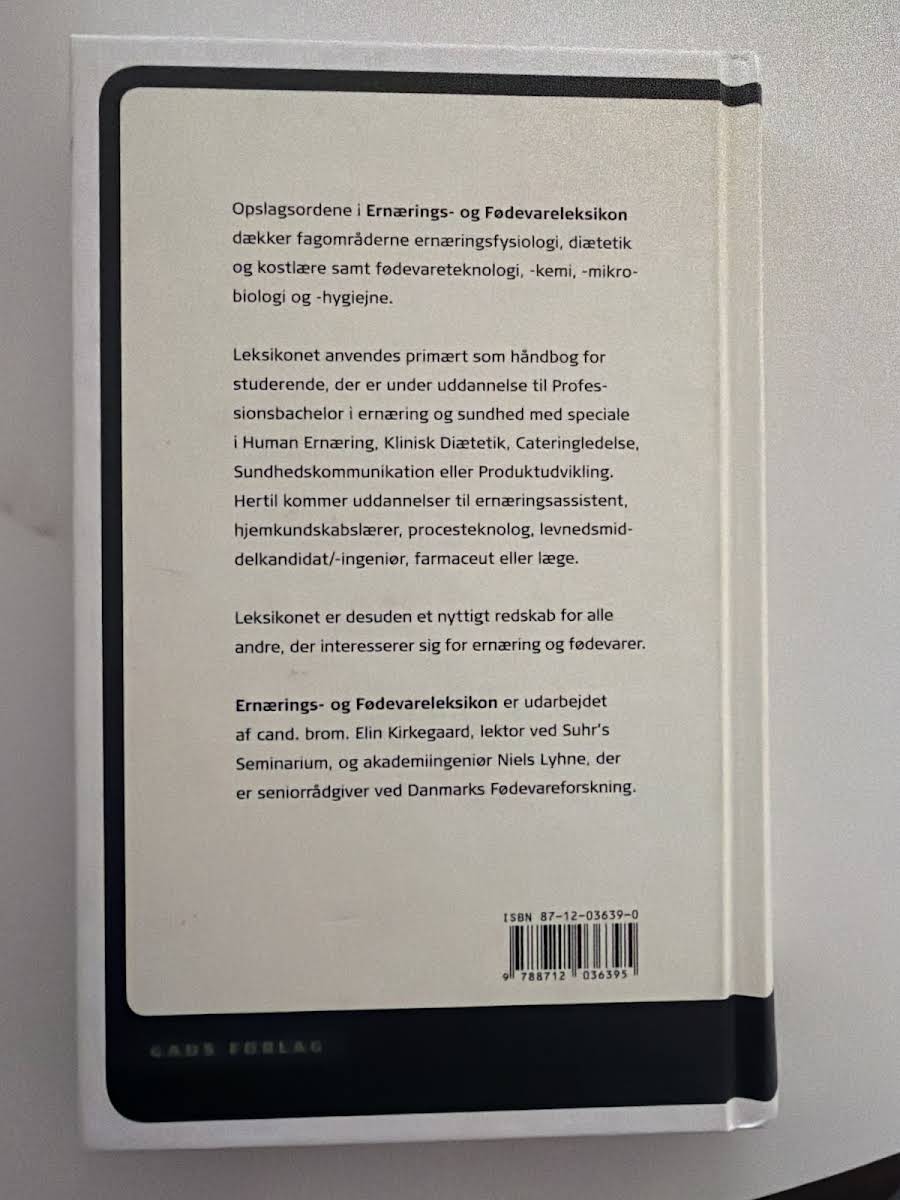 Opslagsordene i Ernærings- og Fødevareleksikon
dækker fagområderne ernæringsfysiologi, diætetik
og kostlære samt fødevareteknologi, -kemi, -mikro-
biologi og -hygiejne.
Leksikonet anvendes primært som håndbog for
studerende, der er under uddannelse til Profes-
sionsbachelor i ernæring og sundhed med speciale
i Human Ernæring, Klinisk Diætetik, Cateringledelse,
Sundhedskommunikation eller Produktudvikling.
Hertil kommer uddannelser til ernæringsassistent,
hjemkundskabslærer, procesteknolog, levnedsmid-
delkandidat/-ingeniør, farmaceut eller læge.
Leksikonet er desuden et nyttigt redskab for alle
andre, der interesserer sig for ernæring og fødevarer.
Ernærings- og Fødevareleksikon er udarbejdet
af cand. brom. Elin Kirkegaard, lektor ved Suhr's
Seminarium, og akademiingeniør Niels Lyhne, der
er seniorrådgiver ved Danmarks Fødevareforskning.
ISBN 87-12-03639-0
9 788712 036395
GADS FORLAG